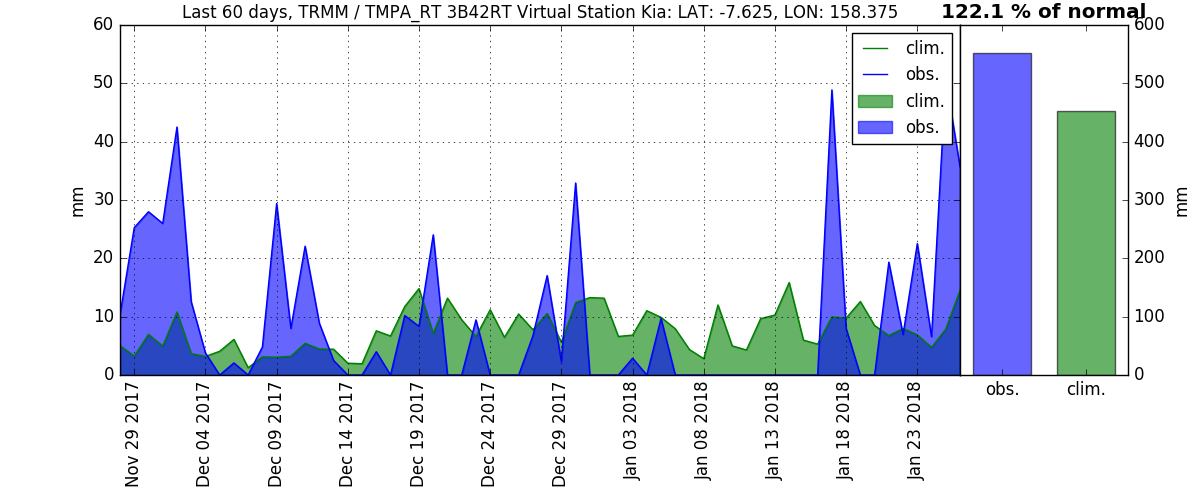 Last 60 days, TRMM / TMPA_RT 3B42RT Virtual Station Kia: LAT: -7.625, LON: 158.375
122.1 % of normal
60
50
40
30
20
10
0
mm
clim.
obs.
clim.
obs.
600
500
400
300
200
100
0
mm
Nov 29 2017
Dec 04 2017
Dec 09 2017
Dec 14 2017
Dec 19 2017
Dec 24 2017
Dec 29 2017
Jan 03 2018
Jan 08 2018
Jan 13 2018
Jan 18 2018
Jan 23 2018
obs.
clim.